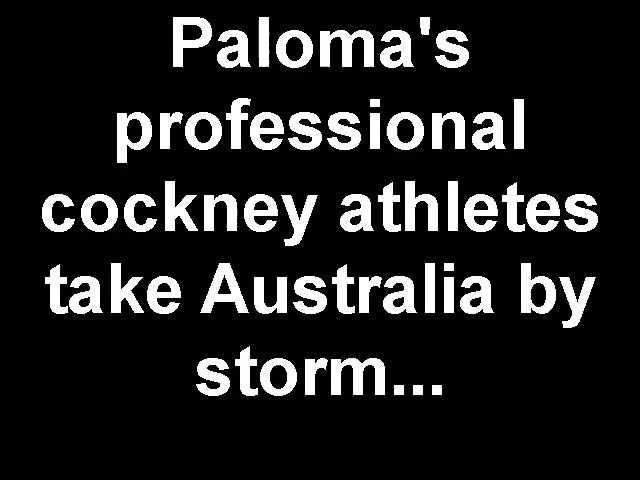 Paloma's
professional
cockney athletes
take Australia by
storm...